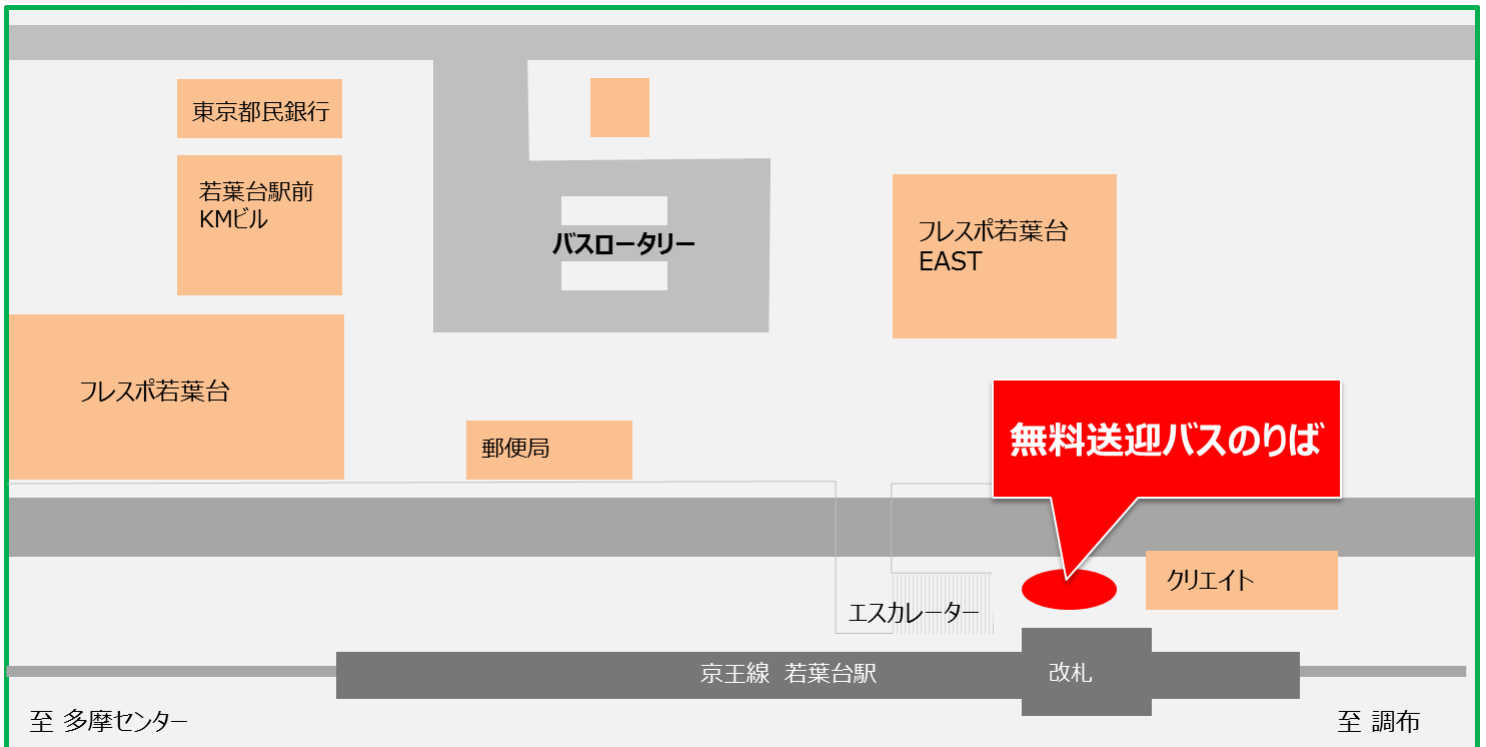 東京都民銀行
若葉台駅前
KMビル
バスロータリー
フレスポ若葉台
EAST
フレスポ若葉台
郵便局
無料送迎バスのりば
クリエイト
エスカレーター
京王線 若葉台駅
改札
至 多摩センター
至 調布